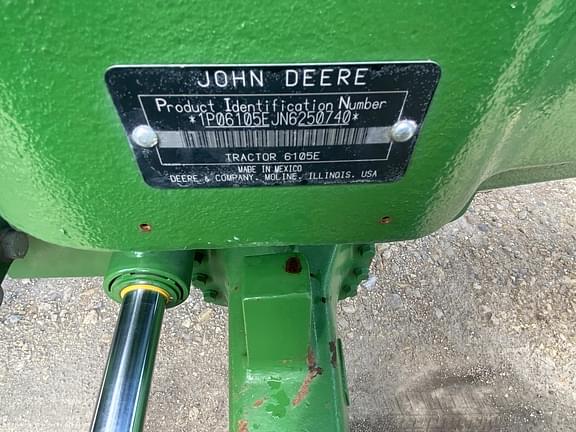 JOHN DEERE
Product Identification Number
*1P06105EJN6250740*
TRACTOR 6105E
MADE IN MEXICO
DEERE & COMPANY. MOLINE, ILLINOIS. USA